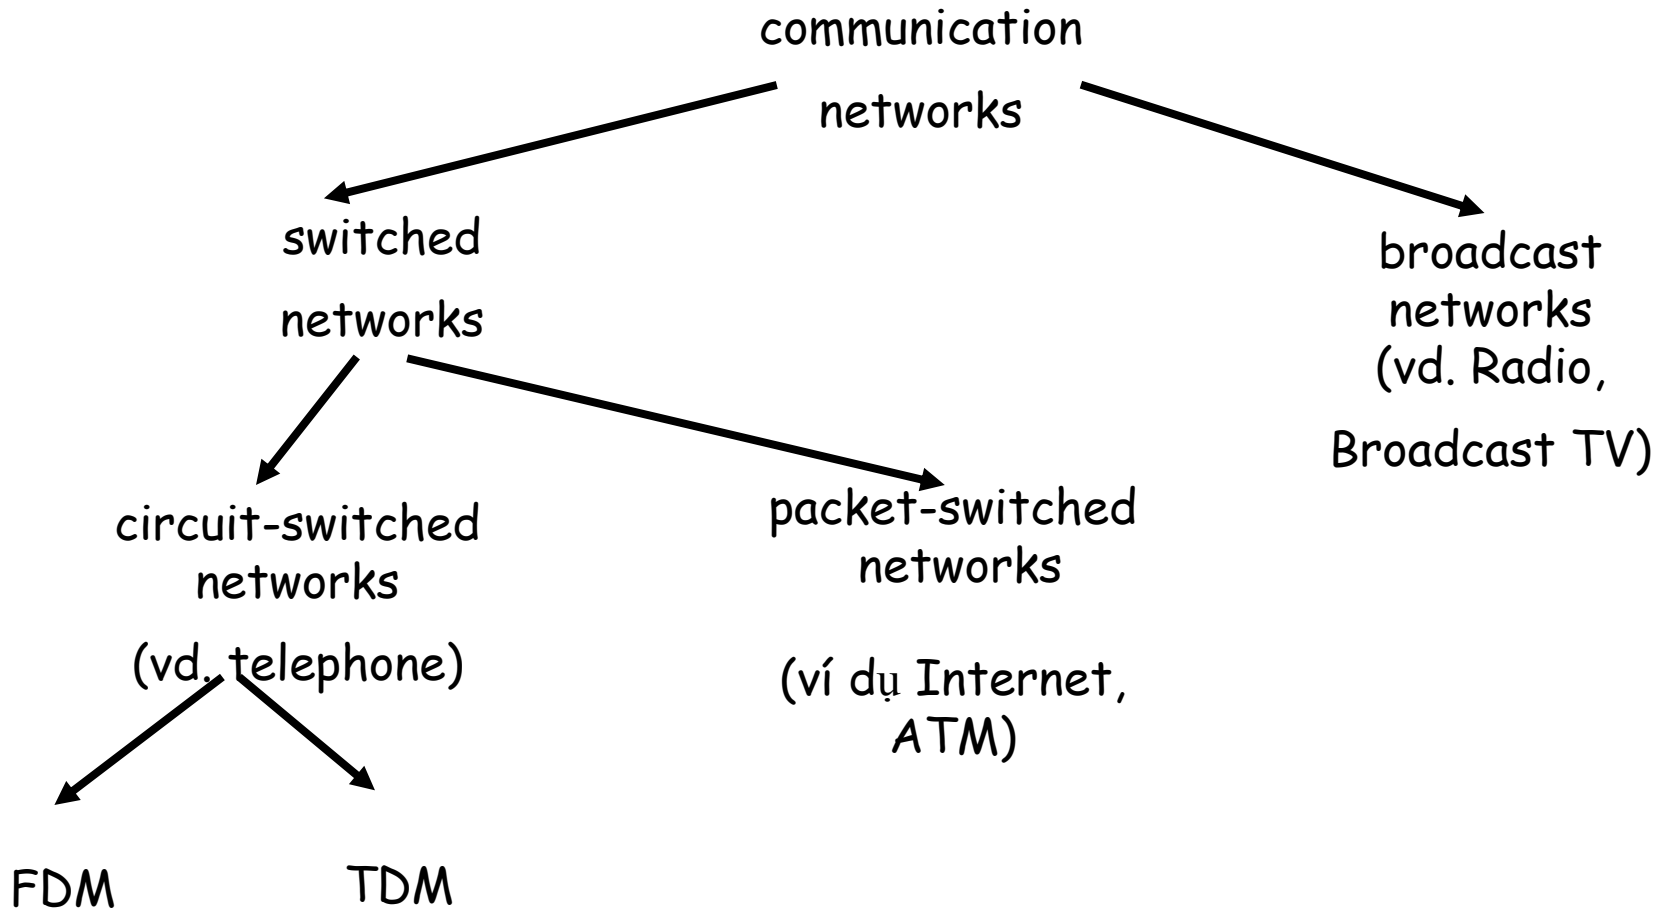 communication
networks
switched
networks
broadcast
networks
(vd. Radio,
Broadcast TV)
circuit-switched
networks
(vd. telephone)
packet-switched
networks
(ví dụ Internet,
ATM)
FDM
TDM